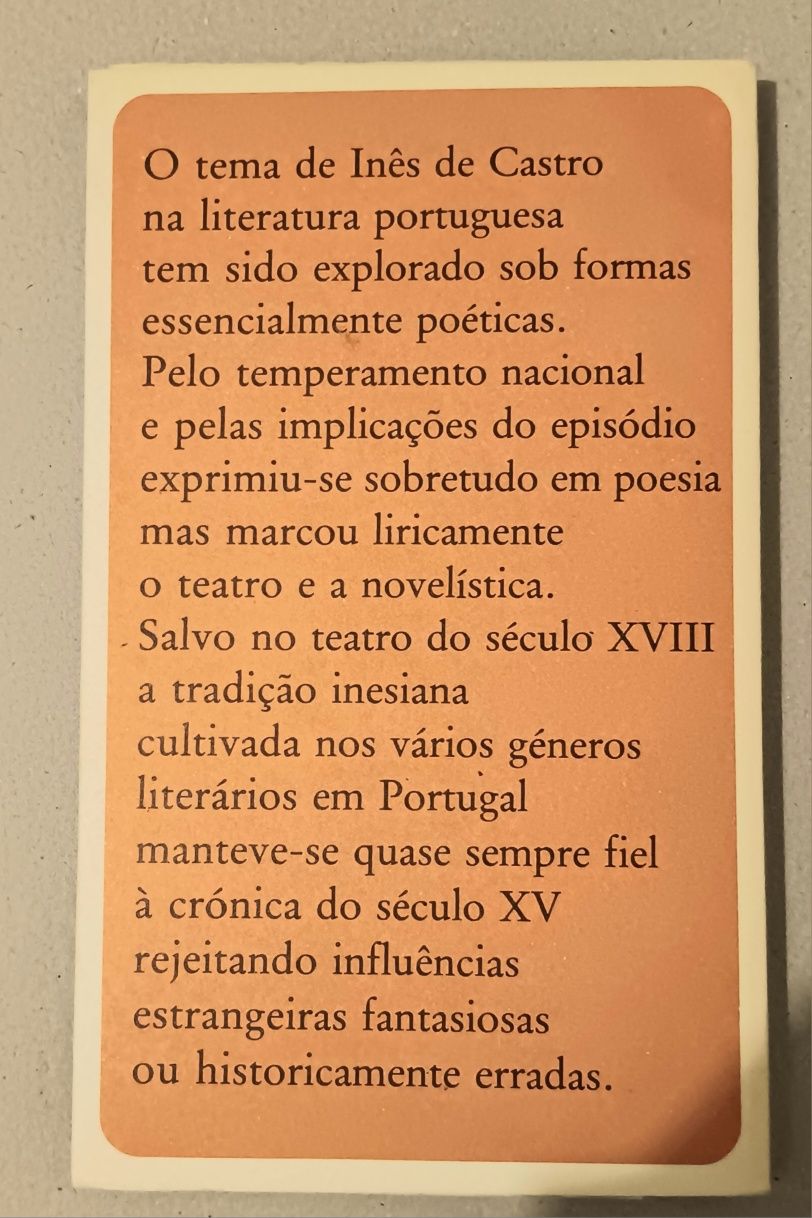 O tema de Inês de Castro
na literatura portuguesa
tem sido explorado sob formas
essencialmente poéticas.
Pelo temperamento nacional
e pelas implicações do episódio
exprimiu-se sobretudo em poesia
mas marcou liricamente
o teatro e a novelística.
Salvo no teatro do século XVIII
a tradição inesiana
cultivada nos vários géneros
literários em Portugal
manteve-se quase sempre fiel
à crónica do século XV
rejeitando influências
estrangeiras fantasiosas
ou historicamente erradas.